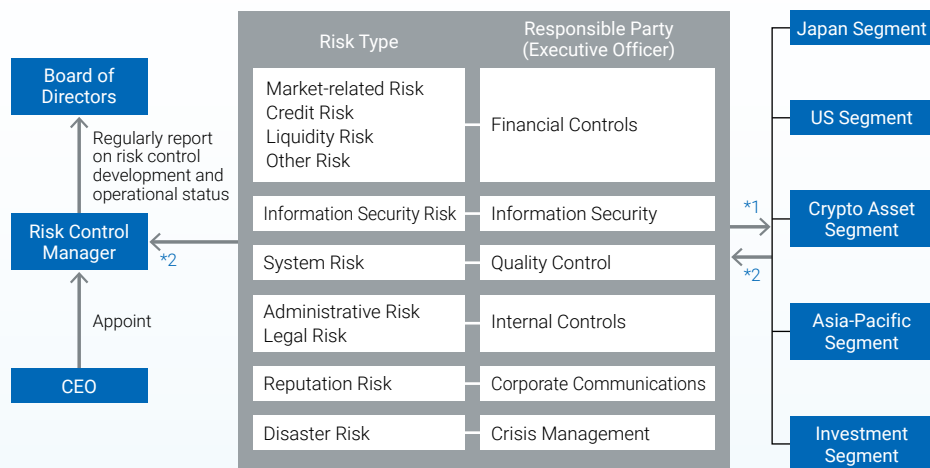 Board of
Directors
Regularly report
on risk control
development and
operational status
Risk Control
Manager
*2
Appoint
CEO
Risk Type
Responsible Party
(Executive Officer)
Market-related Risk
Credit Risk
Liquidity Risk
Other Risk
Financial Controls
Information Security Risk
Information Security
System Risk
Quality Control
Administrative Risk
Legal Risk
Internal Controls
Reputation Risk
Corporate Communications
Disaster Risk
Crisis Management
*1
*2
Japan Segment
US Segment
Crypto Asset
Segment
Asia-Pacific
Segment
Investment
Segment